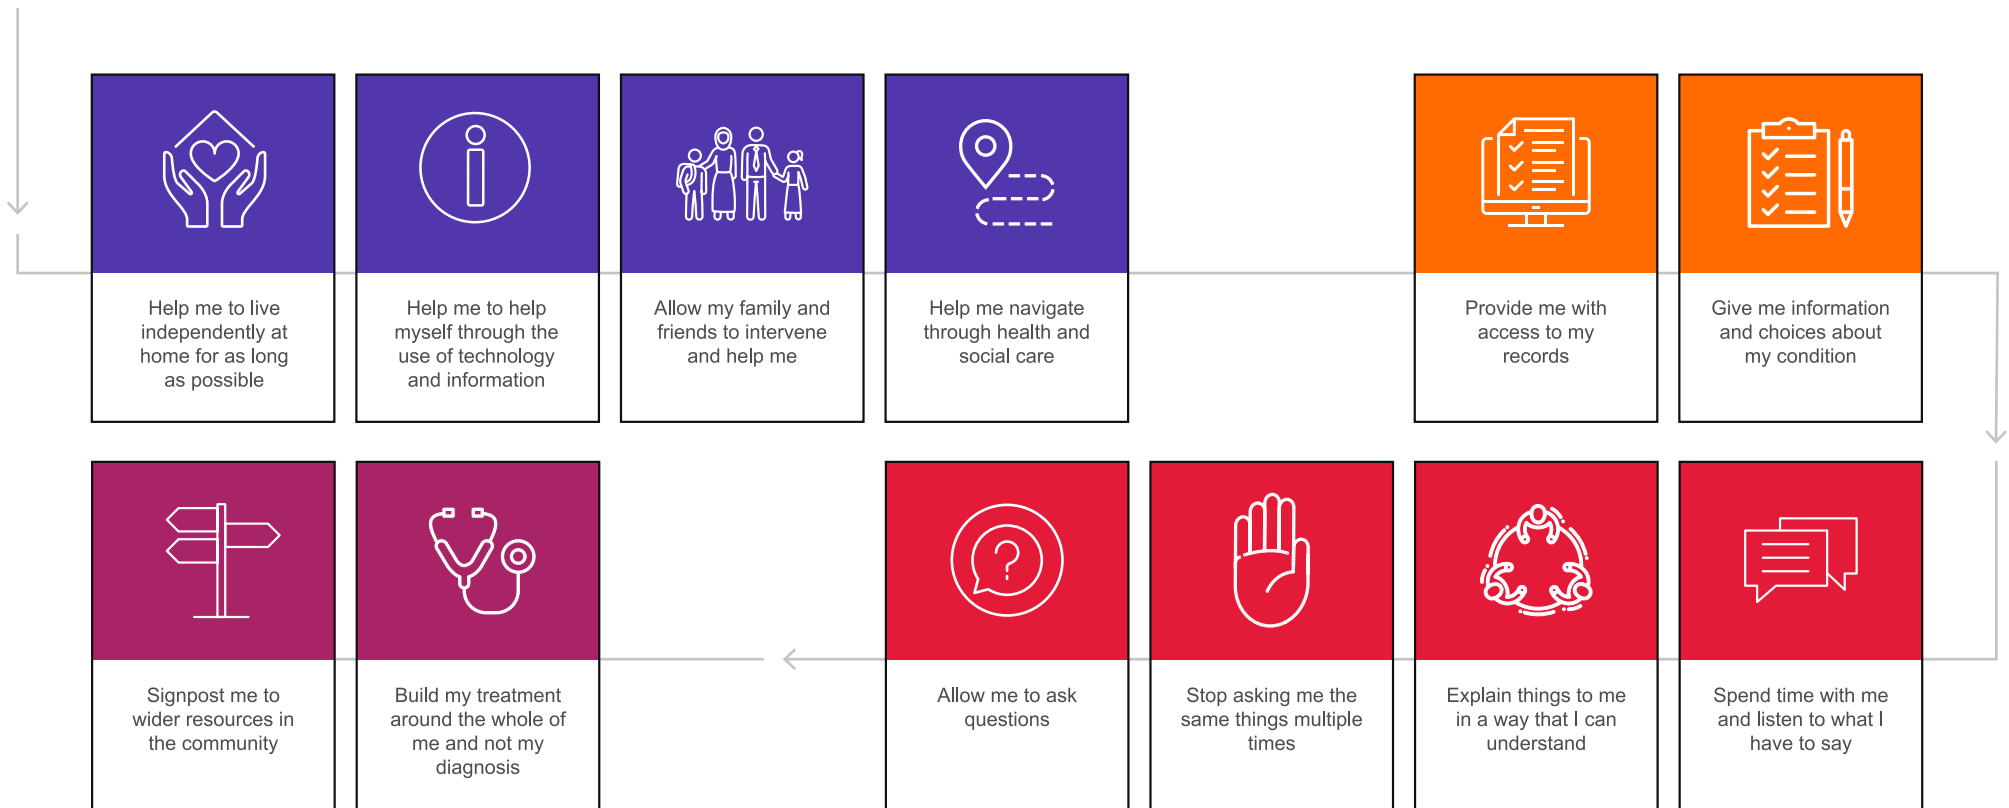 Help me to live
independently at
home for as long
as possible
Help me to help
myself through the
use of technology
and information
Allow my family and
friends to intervene
and help me
Help me navigate
through health and
social care
Provide me with
access to my
records
Give me information
and choices about
my condition
Signpost me to
wider resources in
the community
Build my treatment
around the whole of
me and not my
diagnosis
Allow me to ask
questions
Stop asking me the
same things multiple
times
Explain things to me
in a way that I can
understand
Spend time with me
and listen to what I
have to say